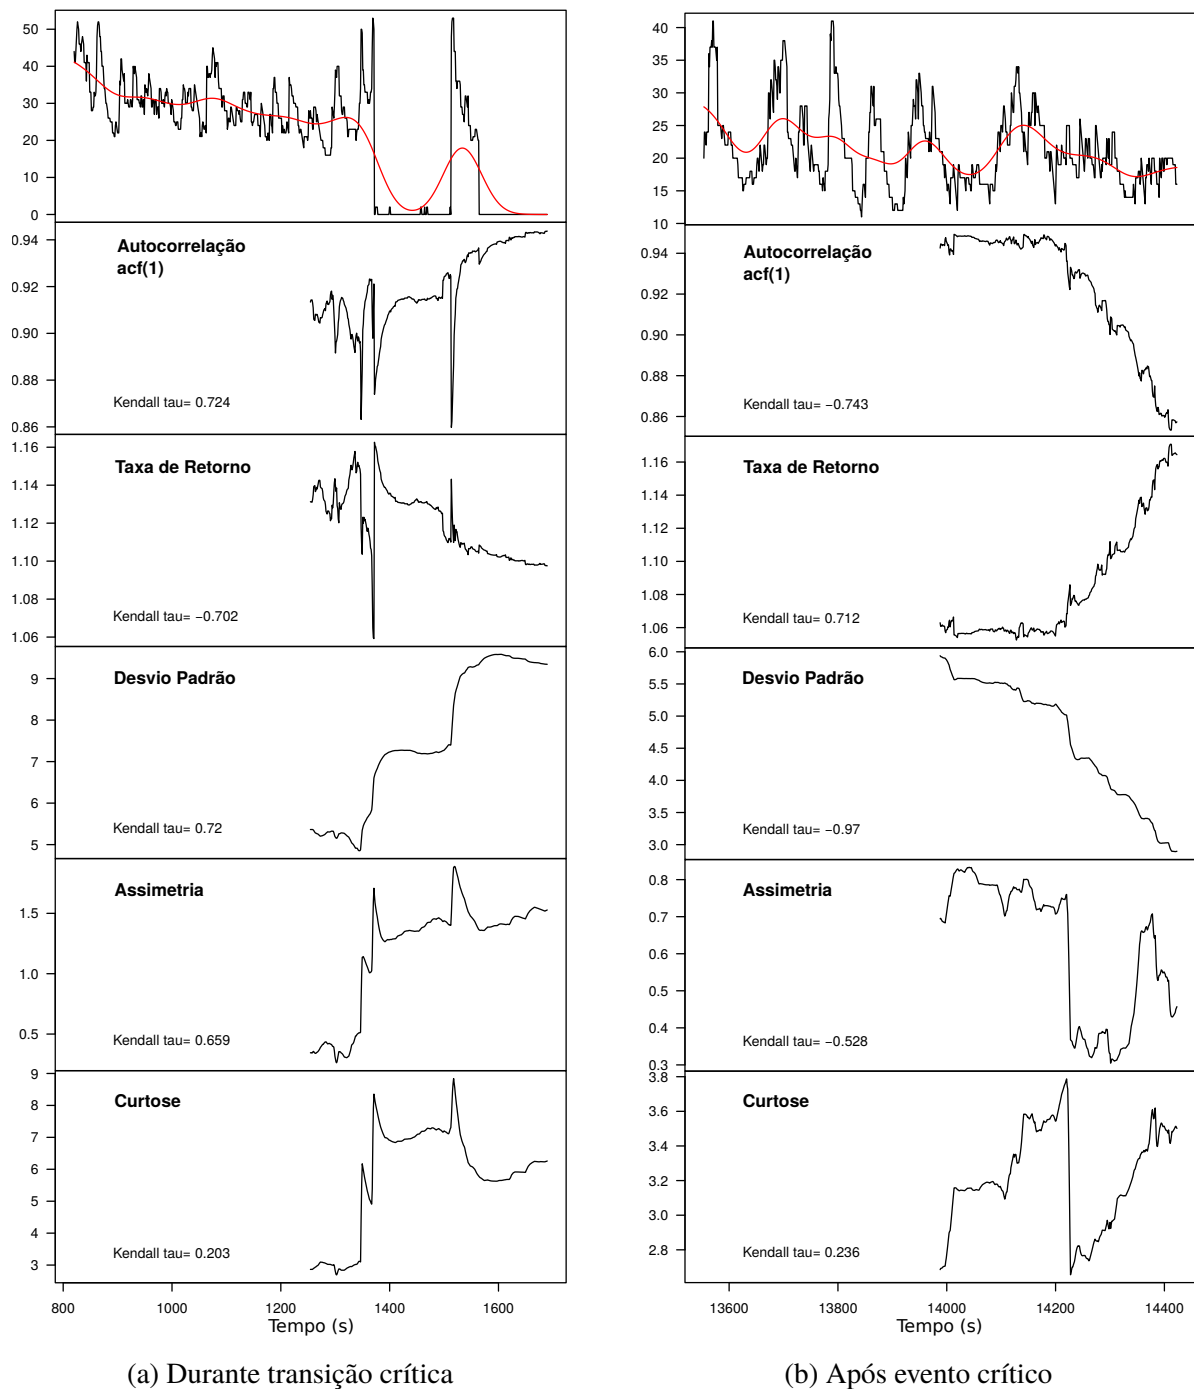 50
40
30
20
10
0
0.94
0.92
0.90
0.88
0.86
Autocorrelação
acf(1)
Kendall tau= 0.724
1.16
1.14
1.12
1.10
1.08
1.06
Taxa de Retorno
Kendall tau= −0.702
9
8
7
6
5
Desvio Padrão
Kendall tau= 0.72
1.5
1.0
0.5
Assimetria
Kendall tau= 0.659
9
8
7
6
5
4
3
Curtose
Kendall tau= 0.203
800 1000 1200 1400 1600
Tempo (s)
(a) Durante transição crítica
40
35
30
25
20
15
10
0.94
0.92
0.90
0.88
0.86
Autocorrelação
acf(1)
Kendall tau= −0.743
1.16
1.14
1.12
1.10
1.08
1.06
Taxa de Retorno
Kendall tau= 0.712
6.0
5.5
5.0
4.5
4.0
3.5
3.0
Desvio Padrão
Kendall tau= −0.97
0.8
0.7
0.6
0.5
0.4
0.3
Assimetria
Kendall tau= −0.528
3.8
3.6
3.4
3.2
3.0
2.8
Curtose
Kendall tau= 0.236
13600 13800 14000 14200 14400
Tempo (s)
(b) Após evento crítico